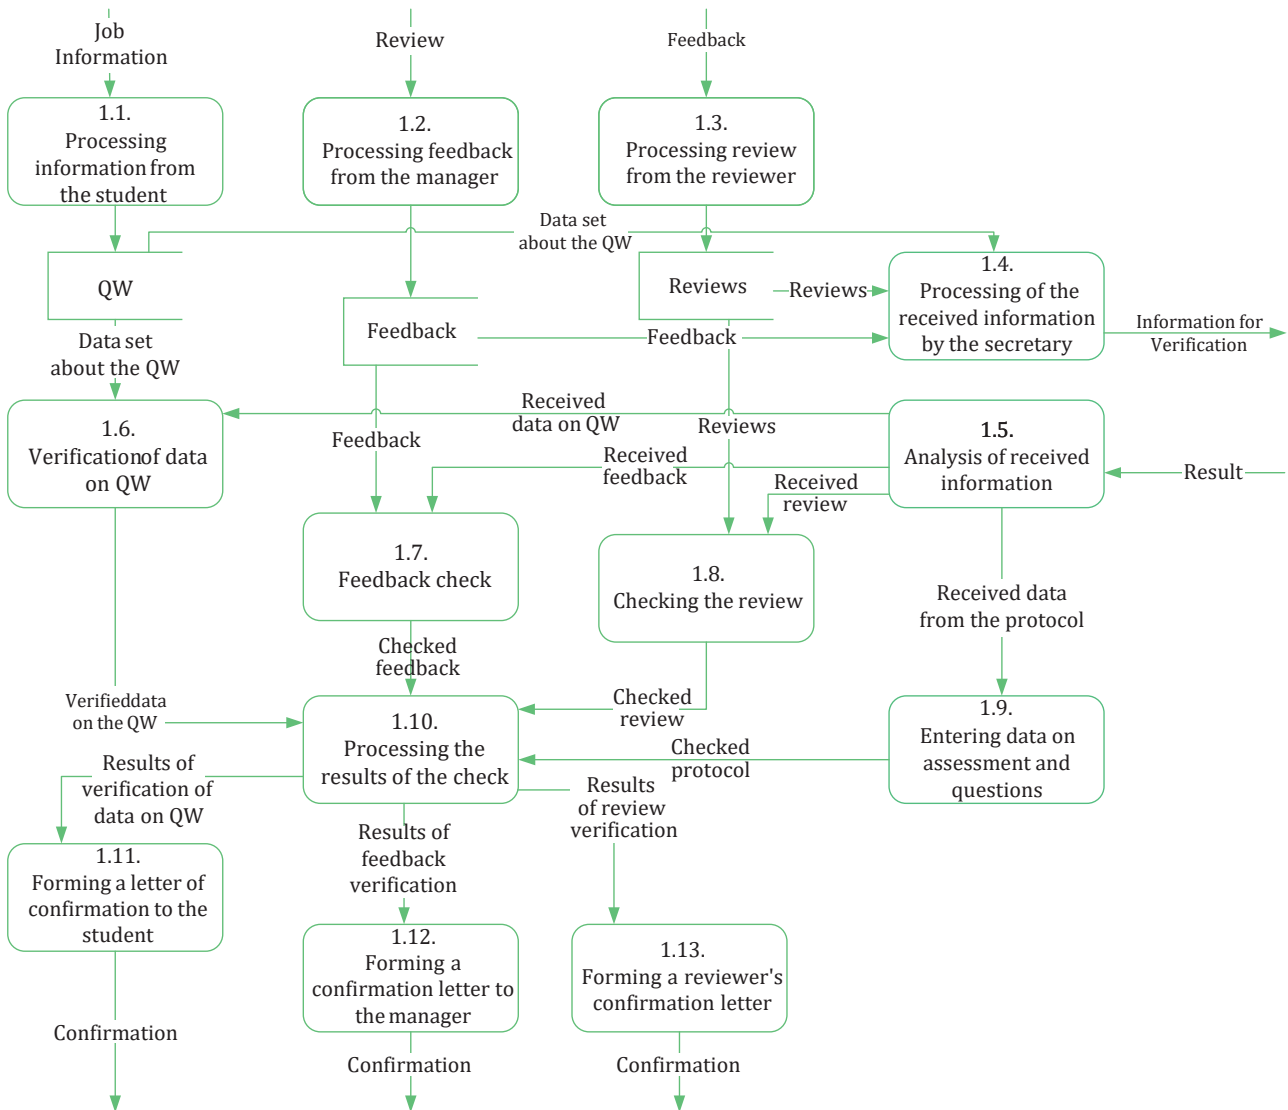 Job
Information
Review
Feedback
1.1.
Processing
information from
the student
1.2.
Processing feedback
from the manager
1.3.
Processing review
from the reviewer
Data set
about the QW
QW
Feedback
Reviews
Reviews
Feedback
1.4.
Processing of the
received information
by the secretary
Information for
Verification
Data set
about the QW
Received
data on QW
1.6.
Verification of data
on QW
Feedback
Reviews
1.5.
Analysis of received
information
Result
Received
feedback
Received
review
1.7.
Feedback check
1.8.
Checking the review
Received data
from the protocol
Checked
feedback
Verified data
on the QW
Checked
review
1.10.
Processing the
results of the check
1.9.
Entering data on
assessment and
questions
Checked
protocol
Results of
verification of
data on QW
Results
of review
verification
Results of
feedback
verification
1.11.
Forming a letter of
confirmation to the
student
1.12.
Forming a
confirmation letter to
the manager
1.13.
Forming a reviewer's
confirmation letter
Confirmation
Confirmation
Confirmation